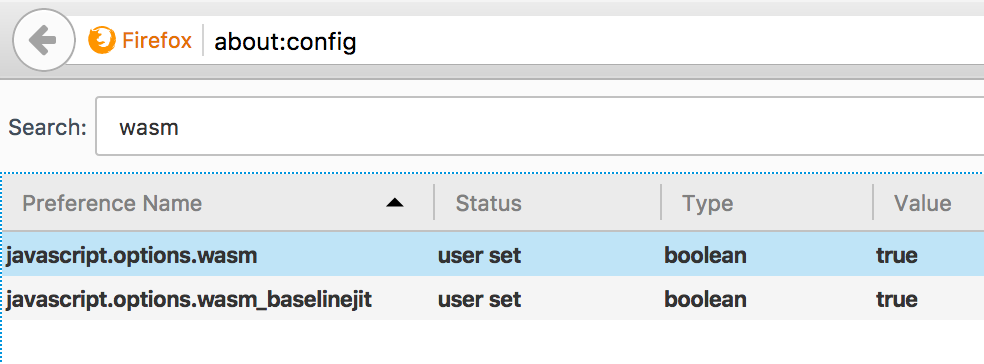 Firefox about:config
Search: wasm
Preference Name Status Type Value
javascript.options.wasm user set boolean true
javascript.options.wasm_baselinejit user set boolean true